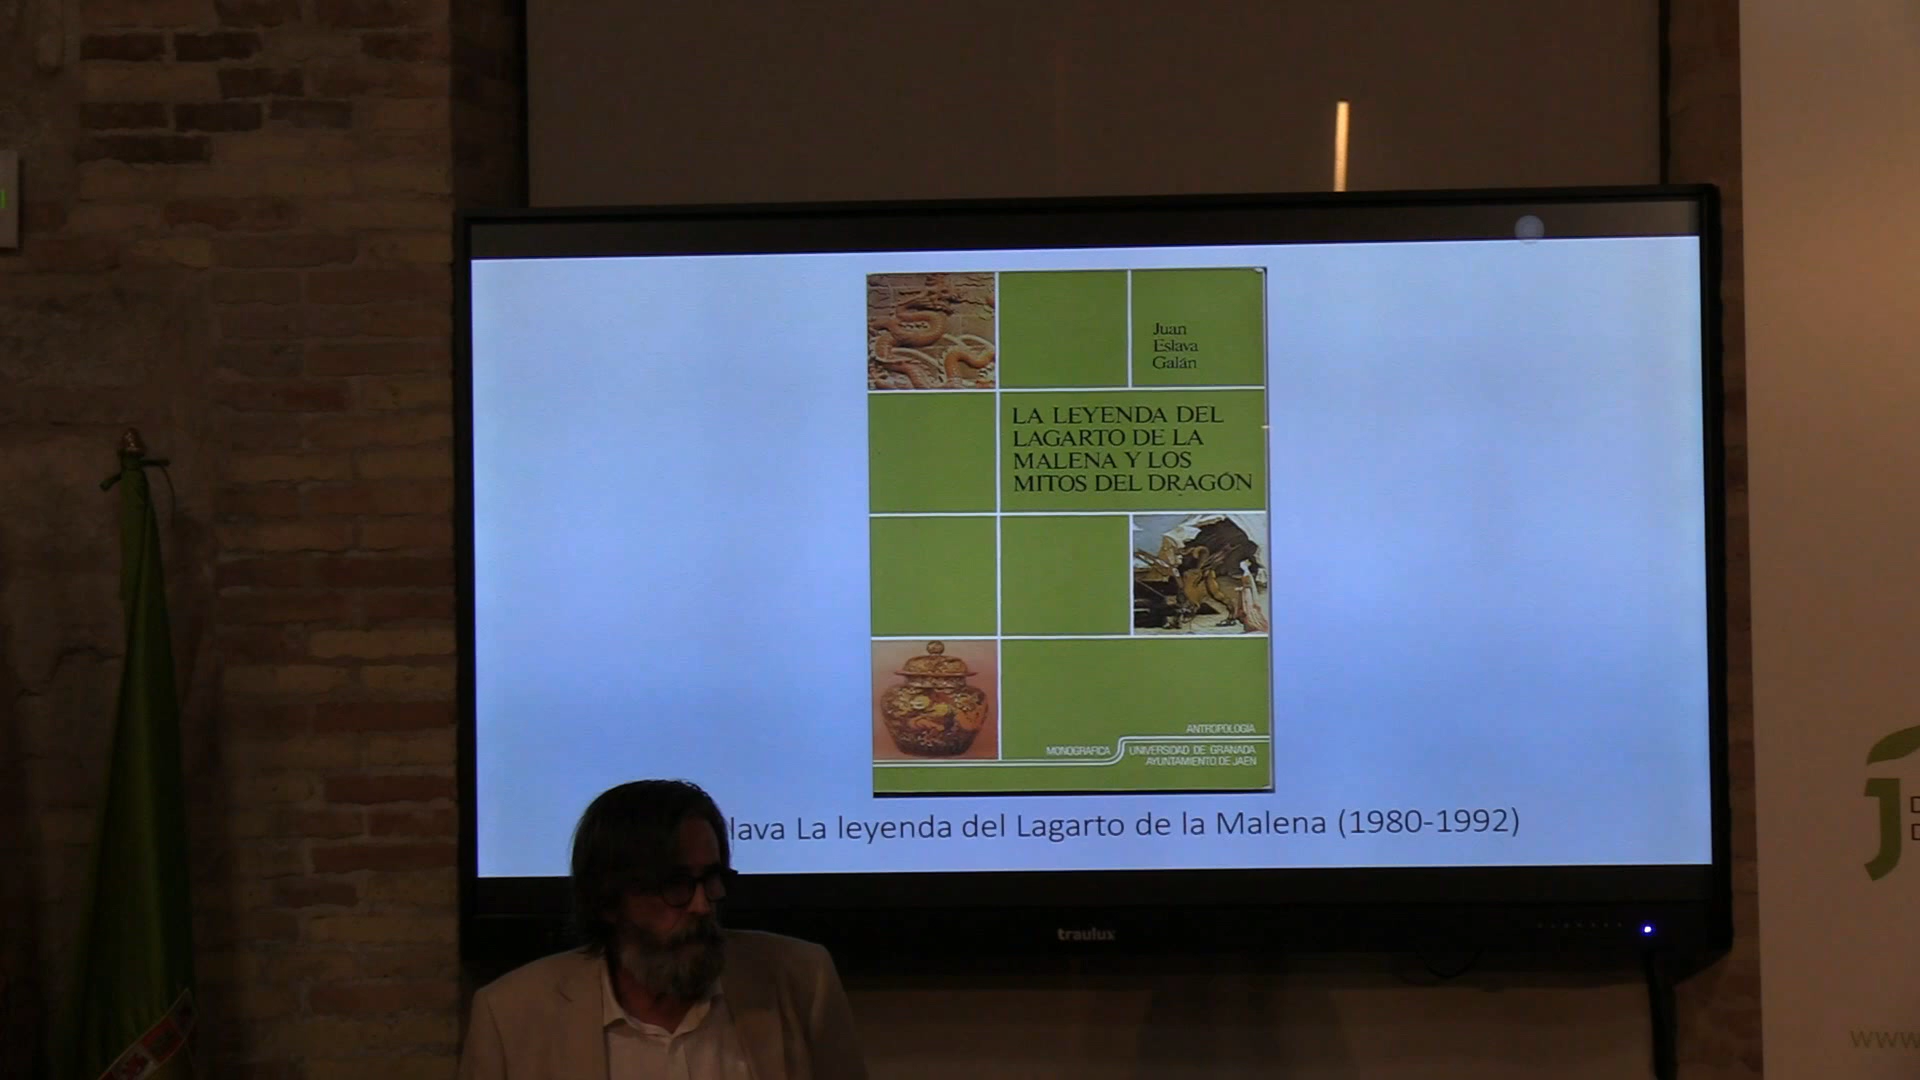 Juan
Eslava
Galán
LA LEYENDA DEL
LAGARTO DE LA
MALENA Y LOS
MITOS DEL DRAGÓN
ANTROPOLOGIA
MONOGRAFICA UNIVERSIDAD DE GRANADA
AYUNTAMIENTO DE JAEN
lava La leyenda del Lagarto de la Malena (1980-1992)
traulux
J
D
D
www